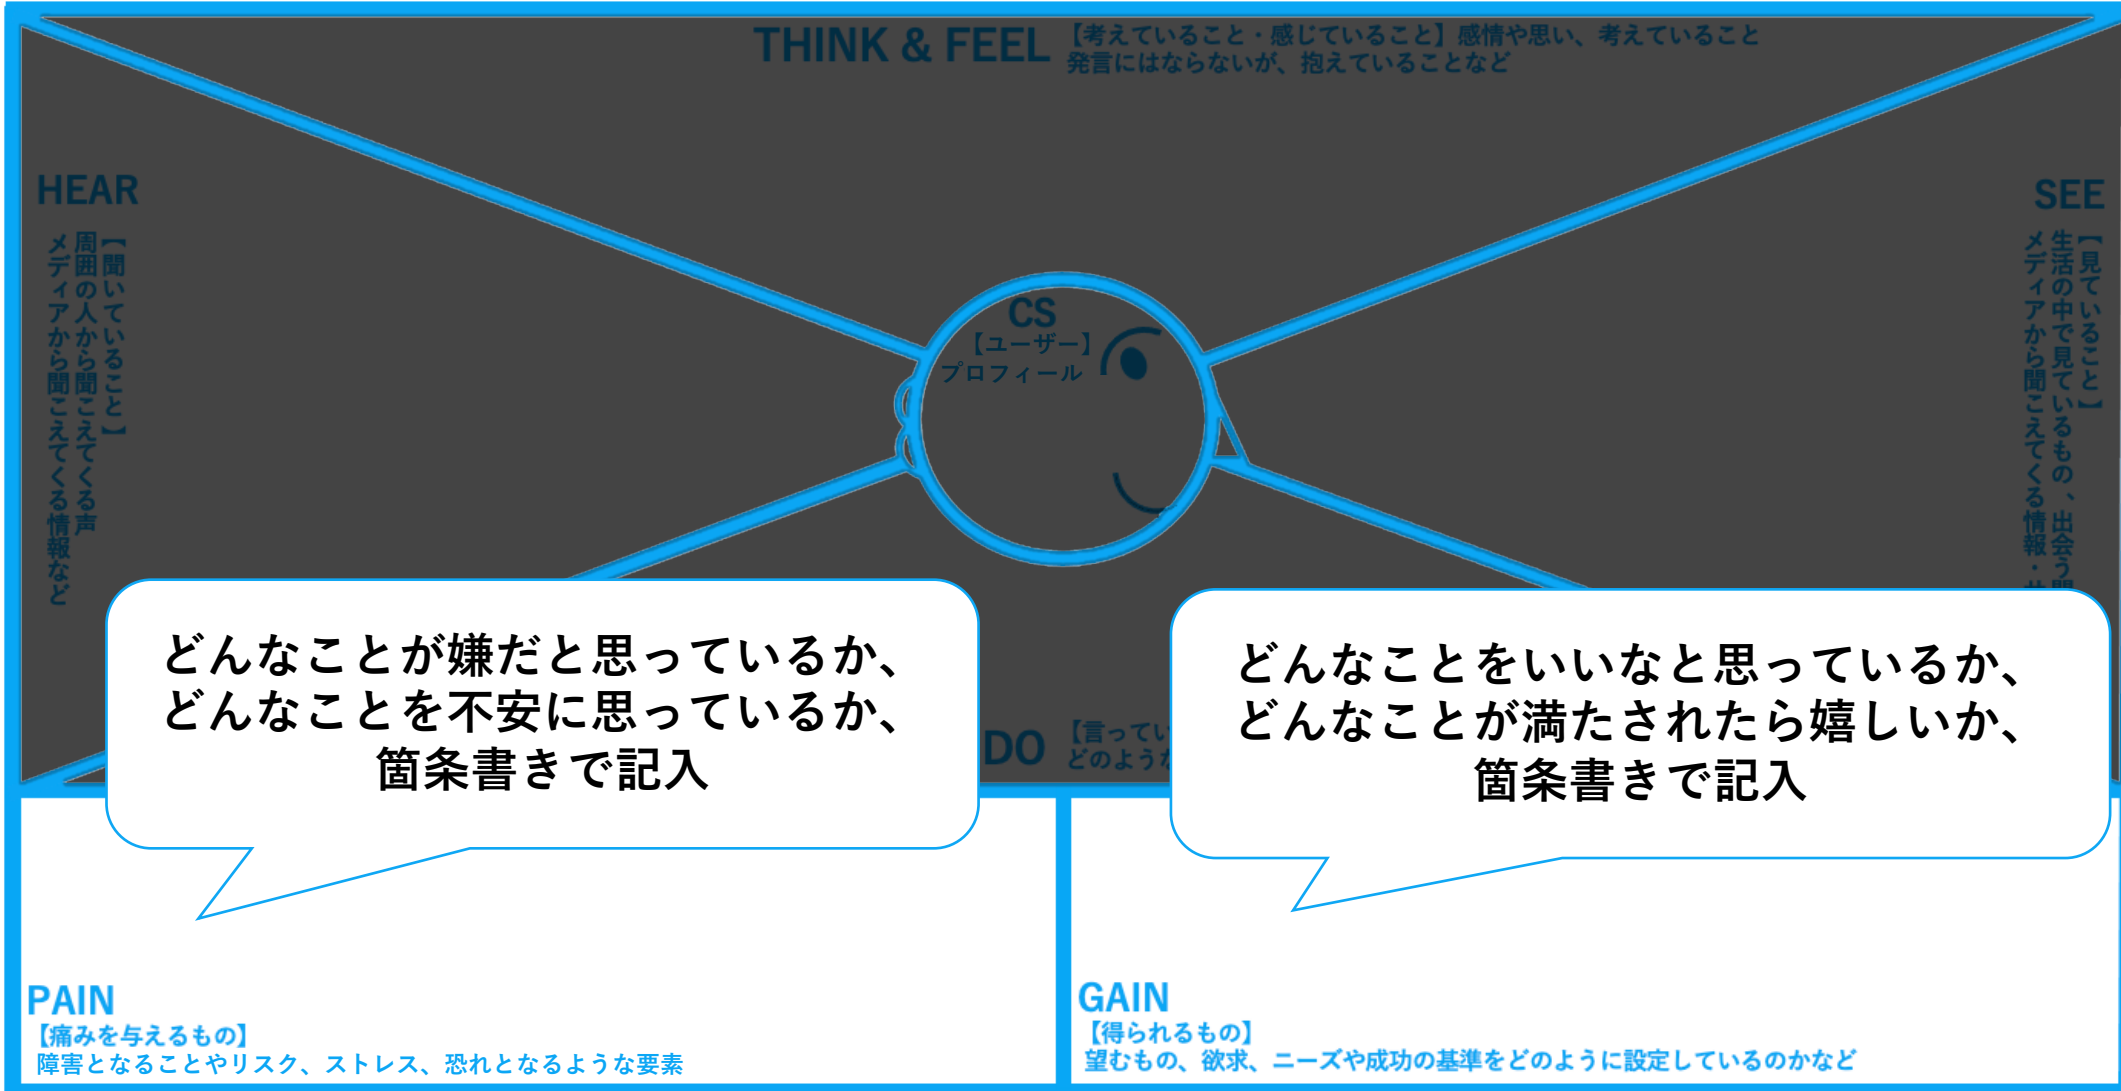 THINK & FEEL
【考えていること・感じていること】感情や思い、考えていること
発言にはならないが、抱えていることなど
HEAR
【聞いていること】
周囲の人から聞こえてくる声
メディアから聞こえてくる情報など
CS
【ユーザー】
プロフィール
SEE
【見ていること】
生活の中で見ているもの、出会う
メディアから聞こえてくる情報・
どんなことが嫌だと思っているか、
どんなことを不安に思っているか、
箇条書きで記入
どんなことをいいなと思っているか、
どんなことが満たされたら嬉しいか、
箇条書きで記入
DO
【言ってい
どのような
PAIN
【痛みを与えるもの】
障害となることやリスク、ストレス、恐れとなるような要素
GAIN
【得られるもの】
望むもの、欲求、ニーズや成功の基準をどのように設定しているのかなど